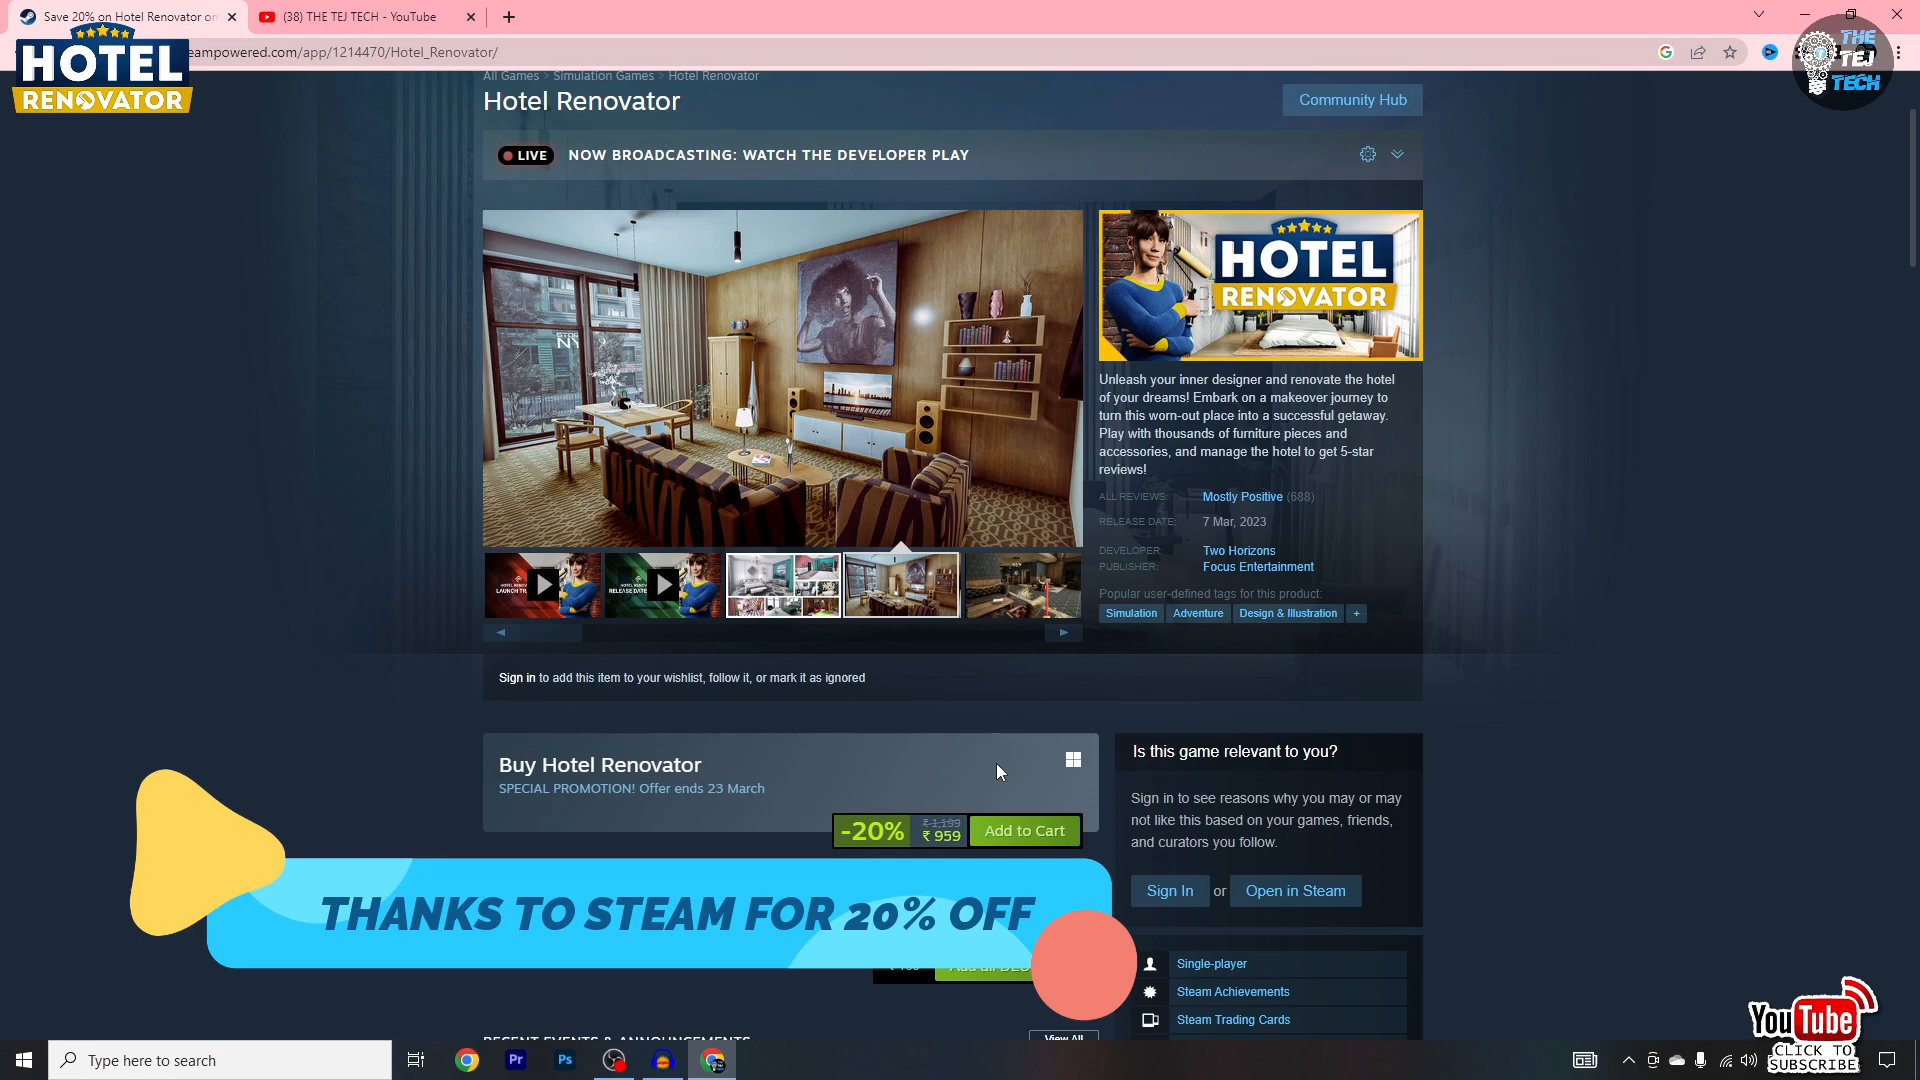 Save 20% on Hotel Renovator on
(38) THE TEJ TECH - YouTube
eampowered.com/app/1214470/Hotel_Renovator/
HOTEL
RENOVATOR
THE
TEJ
TECH
All Games > Simulation Games > Hotel Renovator
Hotel Renovator
Community Hub
LIVE
NOW BROADCASTING: WATCH THE DEVELOPER PLAY
HOTEL
RENOVATOR
Unleash your inner designer and renovate the hotel
of your dreams! Embark on a makeover journey to
turn this worn-out place into a successful getaway.
Play with thousands of furniture pieces and
accessories, and manage the hotel to get 5-star
reviews!
ALL REVIEWS: Mostly Positive (688)
RELEASE DATE: 7 Mar, 2023
DEVELOPER: Two Horizons
PUBLISHER: Focus Entertainment
Popular user-defined tags for this product:
Simulation Adventure Design & Illustration +
Sign in to add this item to your wishlist, follow it, or mark it as ignored
Buy Hotel Renovator
SPECIAL PROMOTION! Offer ends 23 March
-20%
₹ 1,199
₹ 959
Add to Cart
Is this game relevant to you?
Sign in to see reasons why you may or may
not like this based on your games, friends,
and curators you follow.
Sign In or Open in Steam
THANKS TO STEAM FOR 20% OFF
Single-player
Steam Achievements
Steam Trading Cards
RECENT EVENTS & ANNOUNCEMENTS
View All
YouTube
CLICK TO
SUBSCRIBE
Type here to search
Pr
Ps